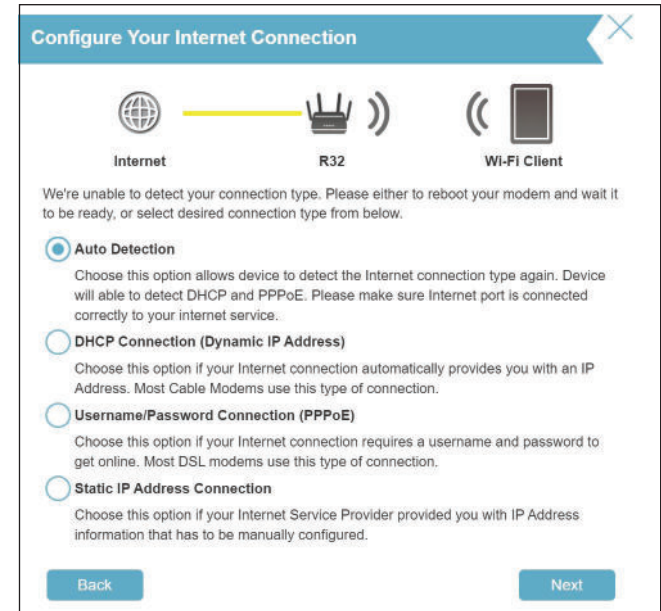 Configure Your Internet Connection
Internet
R32
Wi-Fi Client
We're unable to detect your connection type. Please either to reboot your modem and wait it
to be ready, or select desired connection type from below.
Auto Detection
Choose this option allows device to detect the Internet connection type again. Device
will able to detect DHCP and PPPoE. Please make sure Internet port is connected
correctly to your internet service.
DHCP Connection (Dynamic IP Address)
Choose this option if your Internet connection automatically provides you with an IP
Address. Most Cable Modems use this type of connection.
Username/Password Connection (PPPoE)
Choose this option if your Internet connection requires a username and password to
get online. Most DSL modems use this type of connection.
Static IP Address Connection
Choose this option if your Internet Service Provider provided you with IP Address
information that has to be manually configured.
Back
Next